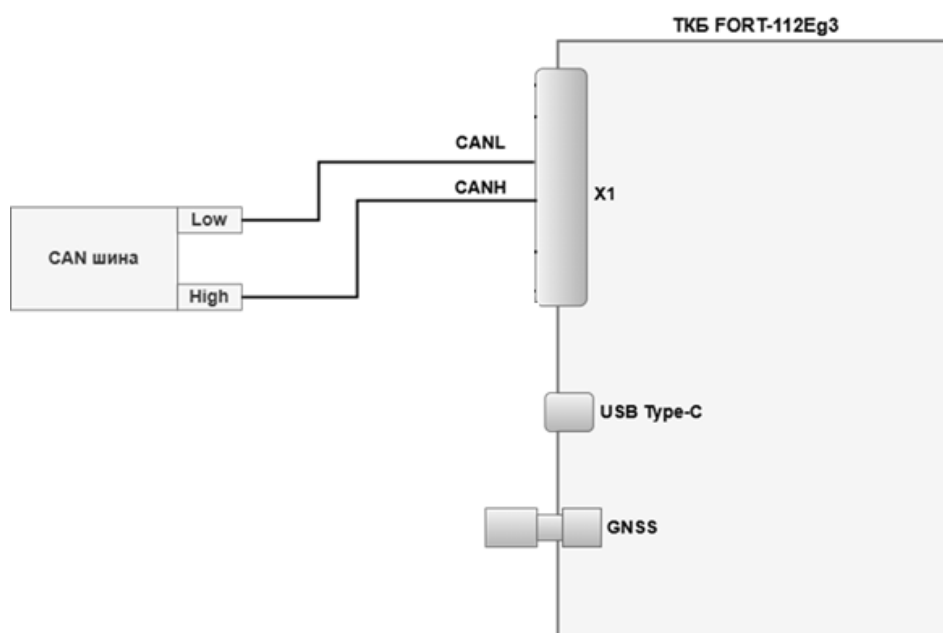 ТКБ FORT-112Eg3
CANL
CANH
X1
Low
CAN шина
High
USB Type-C
GNSS